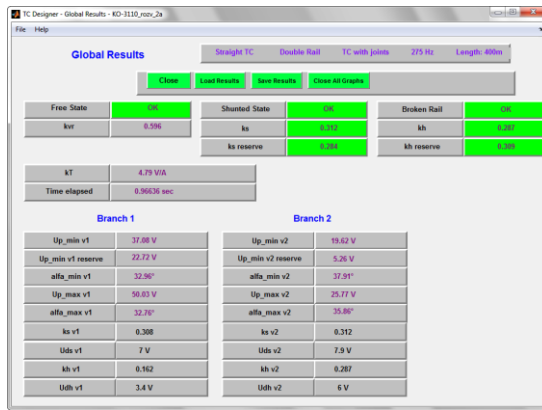 TC Designer - Global Results - KO-3110_rozv_2a
File Help
Global Results
Straight TC Double Rail TC with joints 275 Hz Length: 400m
Close Load Results Save Results Close All Graphs
Free State OK Shunted State OK Broken Rail OK
kvr 0.596 ks 0.312 kh 0.287
ks reserve 0.284 kh reserve 0.309
kT 4.79 V/A
Time elapsed 0.96636 sec
Branch 1 Branch 2
Up_min v1 37.08 V Up_min v2 19.62 V
Up_min v1 reserve 22.72 V Up_min v2 reserve 5.26 V
alfa_min v1 32.96° alfa_min v2 37.91°
Up_max v1 50.03 V Up_max v2 25.77 V
alfa_max v1 32.76° alfa_max v2 35.86°
ks v1 0.308 ks v2 0.312
Uds v1 7 V Uds v2 7.9 V
kh v1 0.162 kh v2 0.287
Udh v1 3.4 V Udh v2 6 V